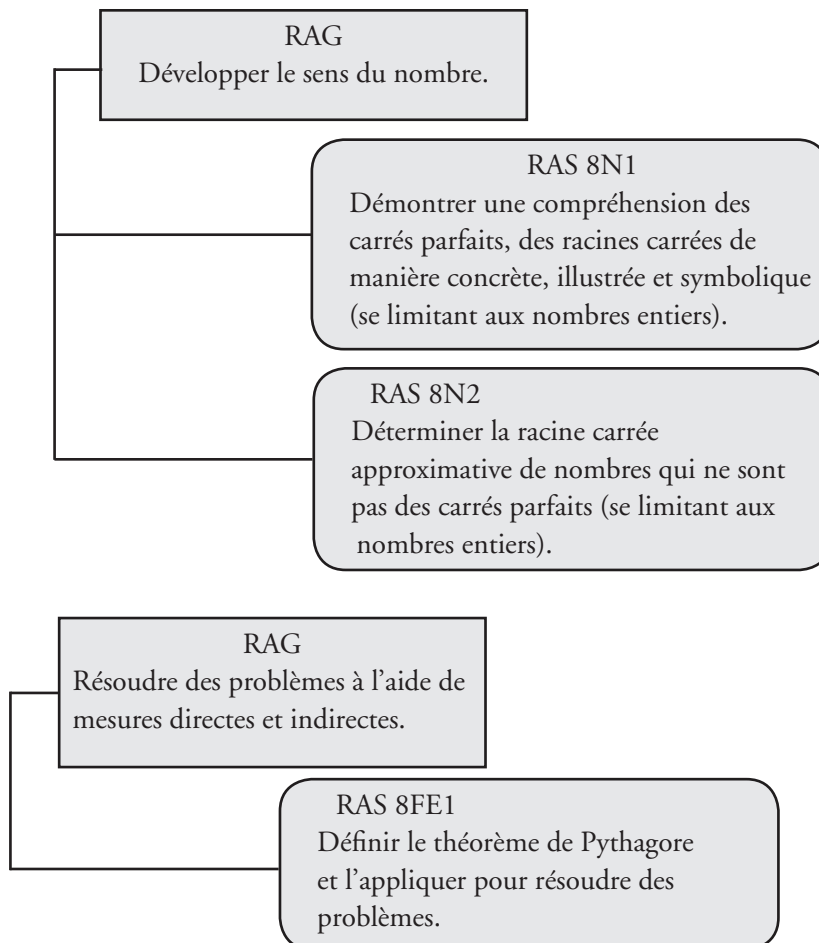 RAG
Développer le sens du nombre.
RAS 8N1
Démontrer une compréhension des
carrés parfaits, des racines carrées de
manière concrète, illustrée et symbolique
(se limitant aux nombres entiers).
RAS 8N2
Déterminer la racine carrée
approximative de nombres qui ne sont
pas des carrés parfaits (se limitant aux
nombres entiers).
RAG
Résoudre des problèmes à l’aide de
mesures directes et indirectes.
RAS 8FE1
Définir le théorème de Pythagore
et l'appliquer pour résoudre des
problèmes.